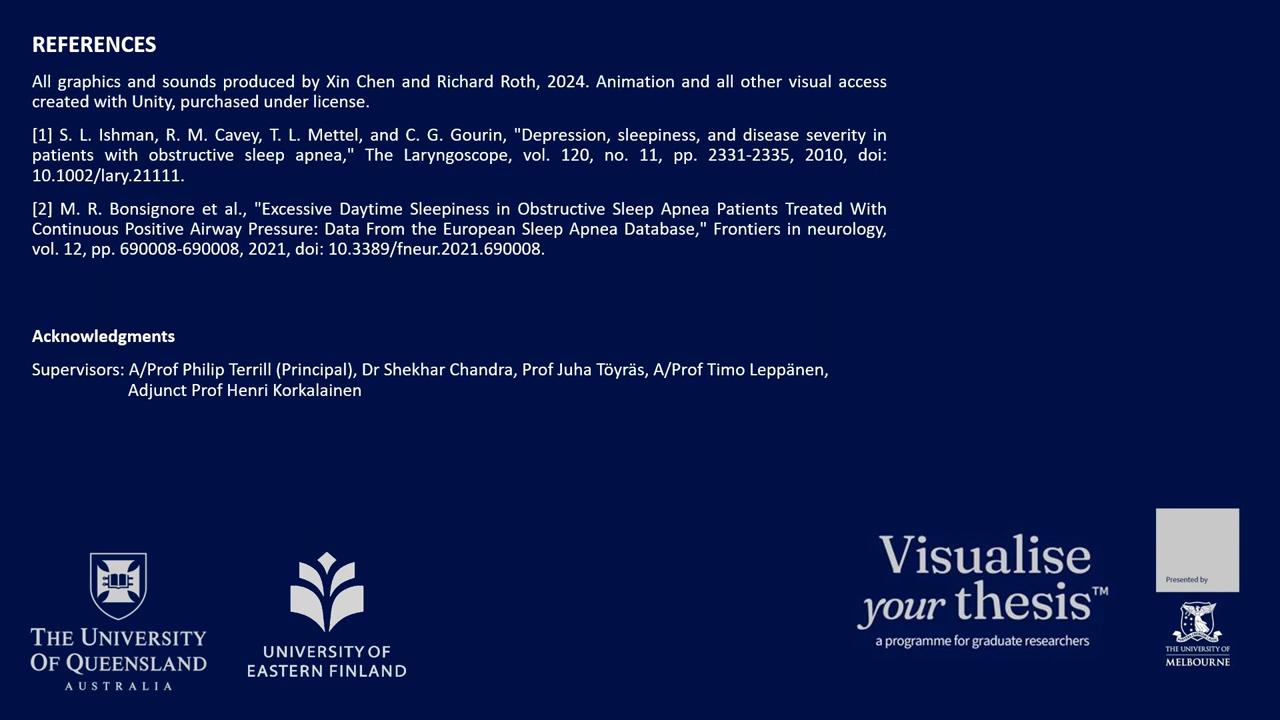 REFERENCES
All graphics and sounds produced by Xin Chen and Richard Roth, 2024. Animation and all other visual access
created with Unity, purchased under license.
[1] S. L. Ishman, R. M. Cavey, T. L. Mettel, and C. G. Gourin, "Depression, sleepiness, and disease severity in
patients with obstructive sleep apnea," The Laryngoscope, vol. 120, no. 11, pp. 2331-2335, 2010, doi:
10.1002/lary.21111.
[2] M. R. Bonsignore et al., "Excessive Daytime Sleepiness in Obstructive Sleep Apnea Patients Treated With
Continuous Positive Airway Pressure: Data From the European Sleep Apnea Database," Frontiers in neurology,
vol. 12, pp. 690008-690008, 2021, doi: 10.3389/fneur.2021.690008.
Acknowledgments
Supervisors: A/Prof Philip Terrill (Principal), Dr Shekhar Chandra, Prof Juha Töyräs, A/Prof Timo Leppänen,
Adjunct Prof Henri Korkalainen
THE UNIVERSITY
OF QUEENSLAND
AUSTRALIA
UNIVERSITY OF
EASTERN FINLAND
Visualise
your thesis™
a programme for graduate researchers
Presented by
THE UNIVERSITY OF
MELBOURNE